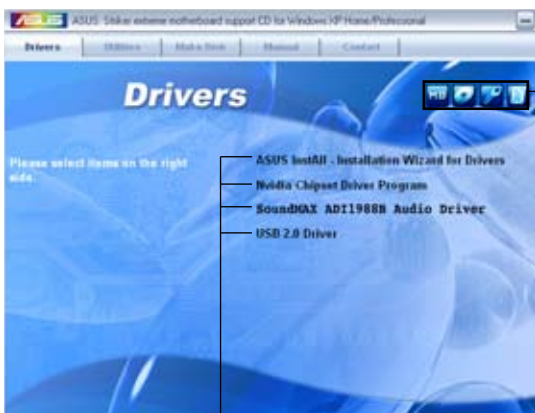 ASUS Striker extreme motherboard support CD for Windows XP Home/Professional
Drivers Utilities Make Disk Manual Contact
Drivers
Please select items on the right
side.
ASUS InstAll - Installation Wizard for Drivers
Nvidia Chipset Driver Program
SoundMAX ADI1988B Audio Driver
USB 2.0 Driver